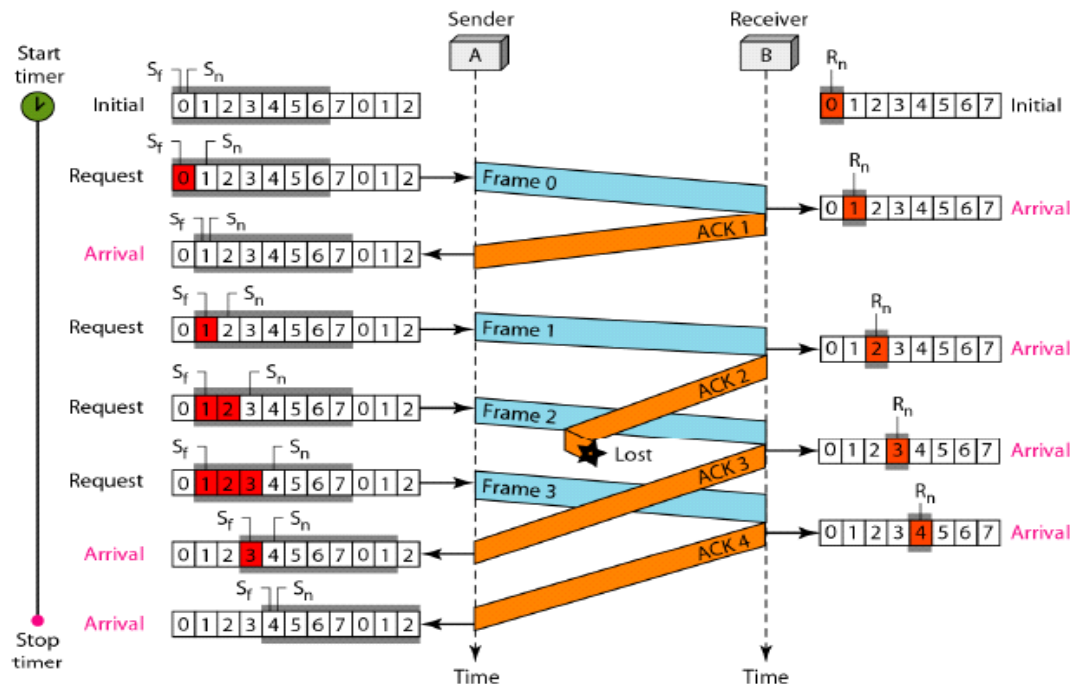 Sender
Receiver
Start
timer
A
B
Rn
Sf Sn
Initial
0 1 2 3 4 5 6 7 0 1 2
0 1 2 3 4 5 6 7
Initial
Sf Sn
Request
0 1 2 3 4 5 6 7 0 1 2
Frame 0
Rn
0 1 2 3 4 5 6 7
Arrival
ACK 1
Sf Sn
Arrival
0 1 2 3 4 5 6 7 0 1 2
Sf Sn
Request
0 1 2 3 4 5 6 7 0 1 2
Frame 1
Rn
0 1 2 3 4 5 6 7
Arrival
ACK 2
Sf Sn
Request
0 1 2 3 4 5 6 7 0 1 2
Frame 2
Lost
Rn
0 1 2 3 4 5 6 7
Arrival
ACK 3
Sf Sn
Request
0 1 2 3 4 5 6 7 0 1 2
Frame 3
Rn
0 1 2 3 4 5 6 7
Arrival
ACK 4
Sf Sn
Arrival
0 1 2 3 4 5 6 7 0 1 2
Sf Sn
Arrival
0 1 2 3 4 5 6 7 0 1 2
Stop
timer
Time
Time